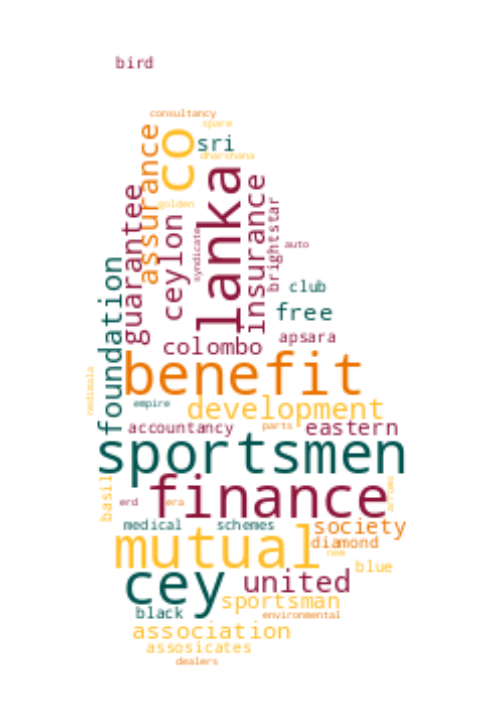 bird
consultancy
spare
co
sri
dharshana
assurance
lanka
insurance
guarantee
golden
brightstar
ceylon
syndicate
auto
foundation
club
free
apsara
colombo
benefit
nedimala
empire
development
accountancy
parts
eastern
sportsmen
finance
basil
erd
era
medical
schemes
society
mutual
diamond
new
blue
cey
united
sportsman
black
environmental
association
assosicates
dealers